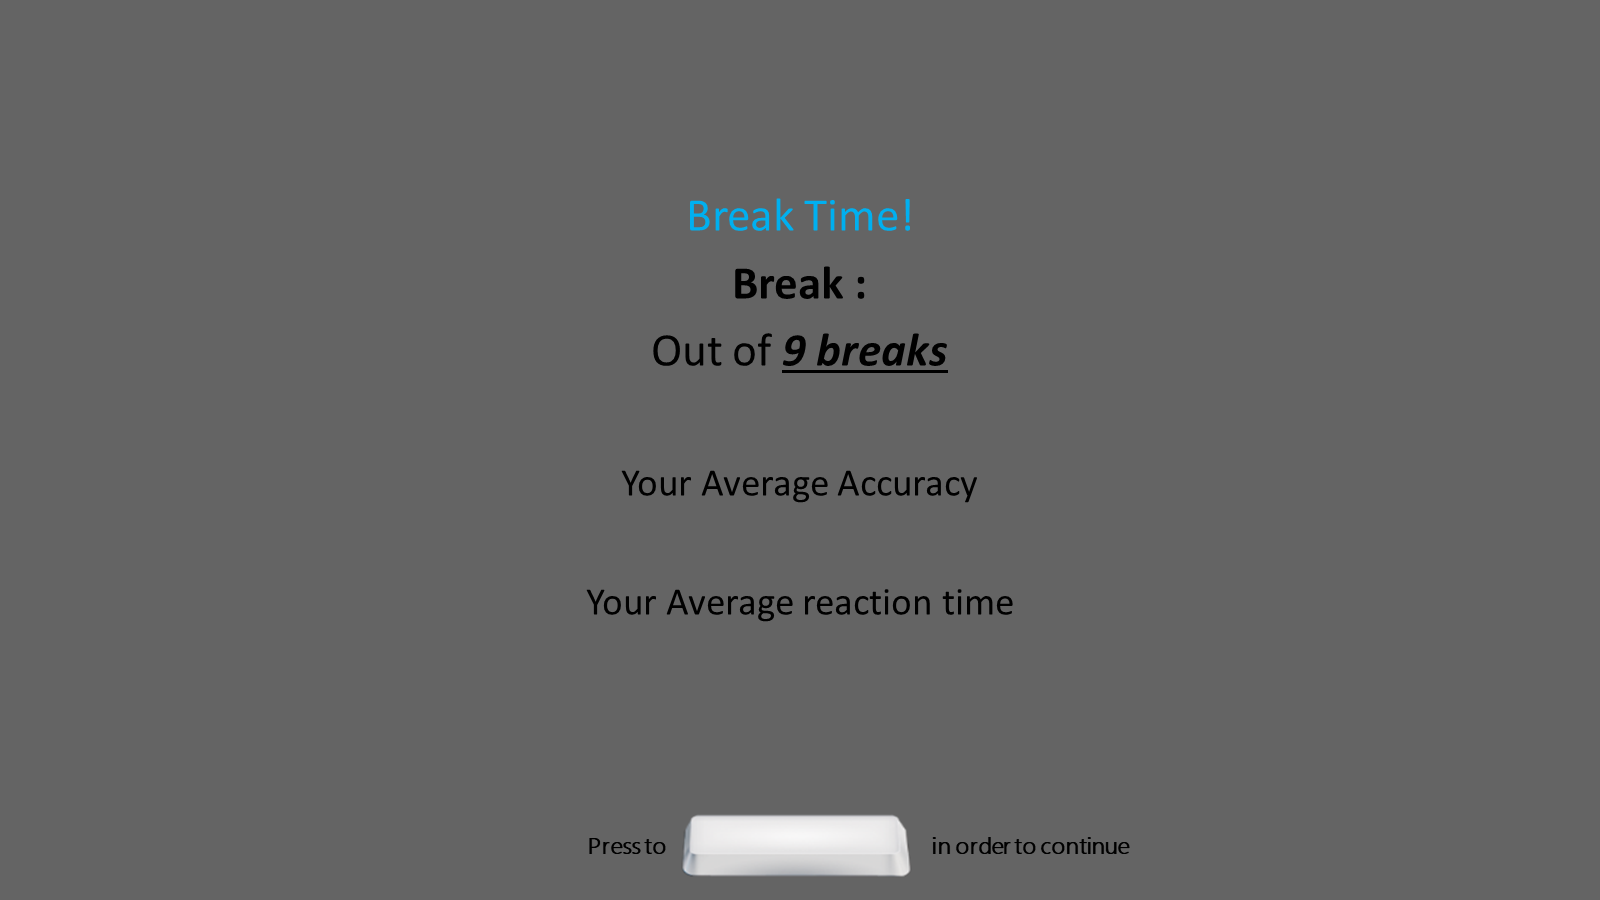 Break Time!
Break :
Out of 9 breaks
Your Average Accuracy
Your Average reaction time
Press to in order to continue